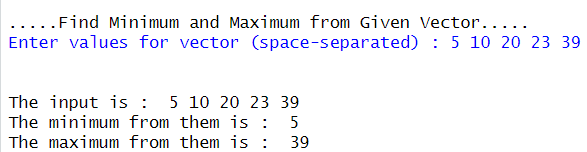 .....Find Minimum and Maximum from Given Vector.....
Enter values for vector (space-separated) : 5 10 20 23 39
The input is :  5 10 20 23 39
The minimum from them is :  5
The maximum from them is :  39